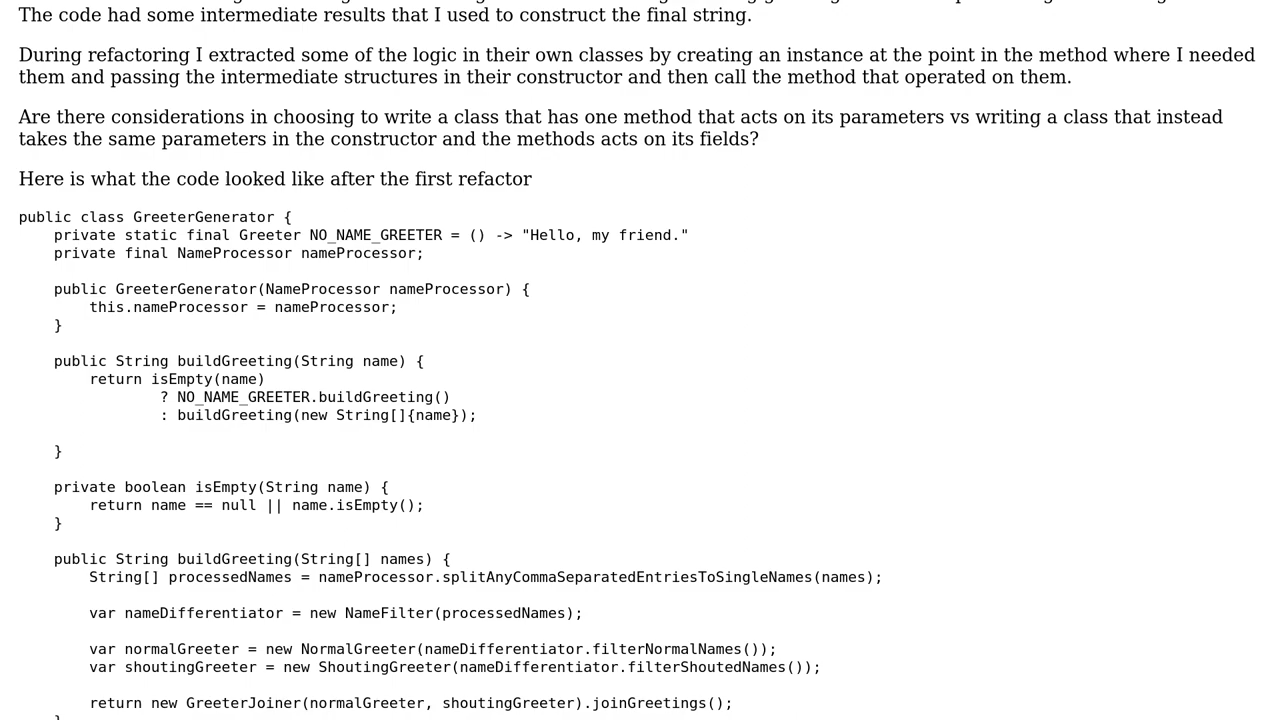 The code had some intermediate results that I used to construct the final string.
During refactoring I extracted some of the logic in their own classes by creating an instance at the point in the method where I needed
them and passing the intermediate structures in their constructor and then call the method that operated on them.
Are there considerations in choosing to write a class that has one method that acts on its parameters vs writing a class that instead
takes the same parameters in the constructor and the methods acts on its fields?
Here is what the code looked like after the first refactor
public class GreeterGenerator {
    private static final Greeter NO_NAME_GREETER = () -> "Hello, my friend."
    private final NameProcessor nameProcessor;
    public GreeterGenerator(NameProcessor nameProcessor) {
        this.nameProcessor = nameProcessor;
    }
    public String buildGreeting(String name) {
        return isEmpty(name)
                ? NO_NAME_GREETER.buildGreeting()
                : buildGreeting(new String[]{name});
    }
    private boolean isEmpty(String name) {
        return name == null || name.isEmpty();
    }
    public String buildGreeting(String[] names) {
        String[] processedNames = nameProcessor.splitAnyCommaSeparatedEntriesToSingleNames(names);
        var nameDifferentiator = new NameFilter(processedNames);
        var normalGreeter = new NormalGreeter(nameDifferentiator.filterNormalNames());
        var shoutingGreeter = new ShoutingGreeter(nameDifferentiator.filterShoutedNames());
        return new GreeterJoiner(normalGreeter, shoutingGreeter).joinGreetings();